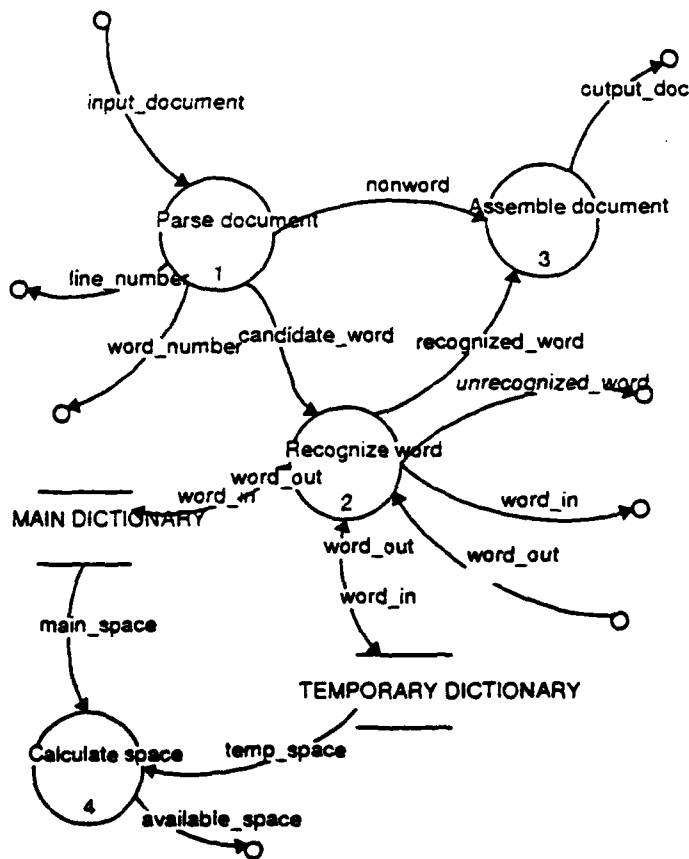 input_document
cutput_doc
nonword
Parse document
Assemble document
1
3
line_number
word_number
candidate_word
recognized_word
unrecognized_word
Recognize word
word_out
word_in
2
MAIN DICTIONARY
word_in
word_out
word_out
word_in
main_space
TEMPORARY DICTIONARY
Calculate space
temp_space
4
available_space